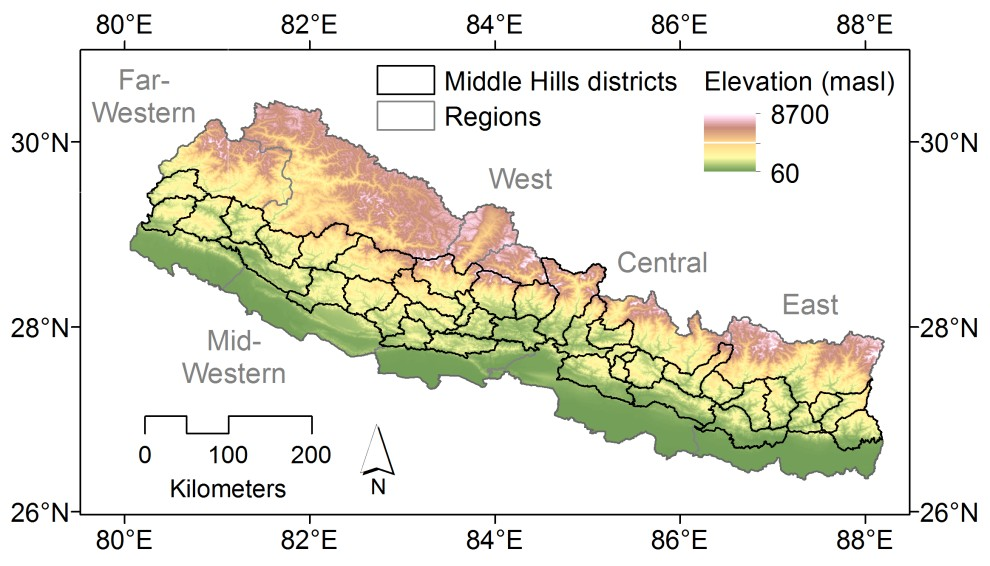 80°E 82°E 84°E 86°E 88°E
Far-
Western
Middle Hills districts
Regions
Elevation (masl)
8700
60
30°N 30°N
West
Central
East
28°N 28°N
Mid-
Western
0 100 200
Kilometers
N
26°N 26°N
80°E 82°E 84°E 86°E 88°E